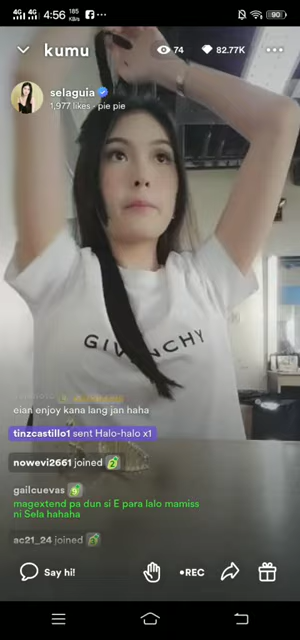 4G 4G 4:56 185 KB/s
90
kumu
74
82.77K
selaguia
1,977 likes · pie pie
GIVENCHY
eian enjoy kana lang jan haha
tinzcastillo1 sent Halo-halo x1
nowevi2661 joined 2
gailcuevas
magextend pa dun si E para lalo mamiss
ni Sela hahaha
ac21_24 joined
Say hi!
•REC